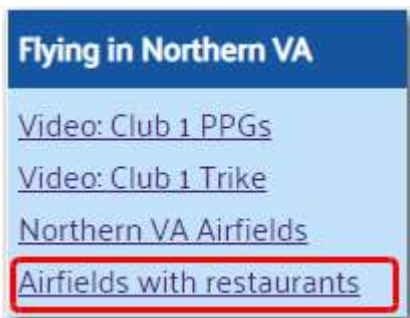 Flying in Northern VA
Video: Club 1 PPGs
Video: Club 1 Trike
Northern VA Airfields
Airfields with restaurants